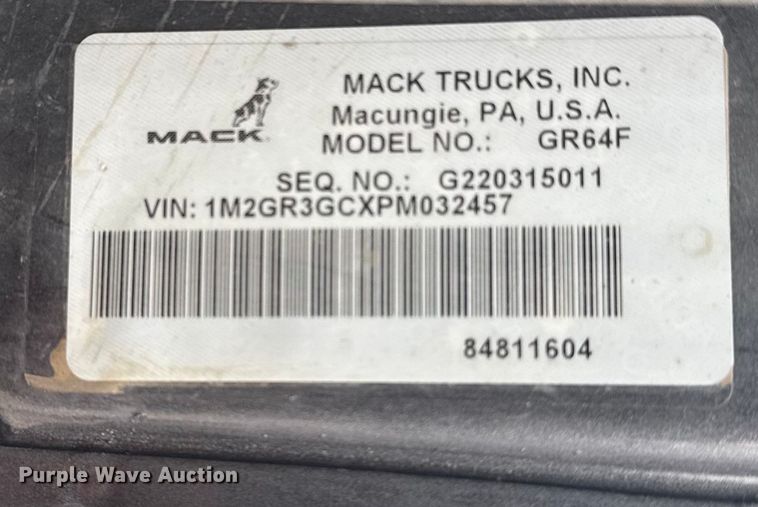 MACK TRUCKS, INC.
Macungie, PA, U.S.A.
MACK
MODEL NO.: GR64F
SEQ. NO.: G220315011
VIN: 1M2GR3GCXPM032457
84811604
Purple Wave Auction